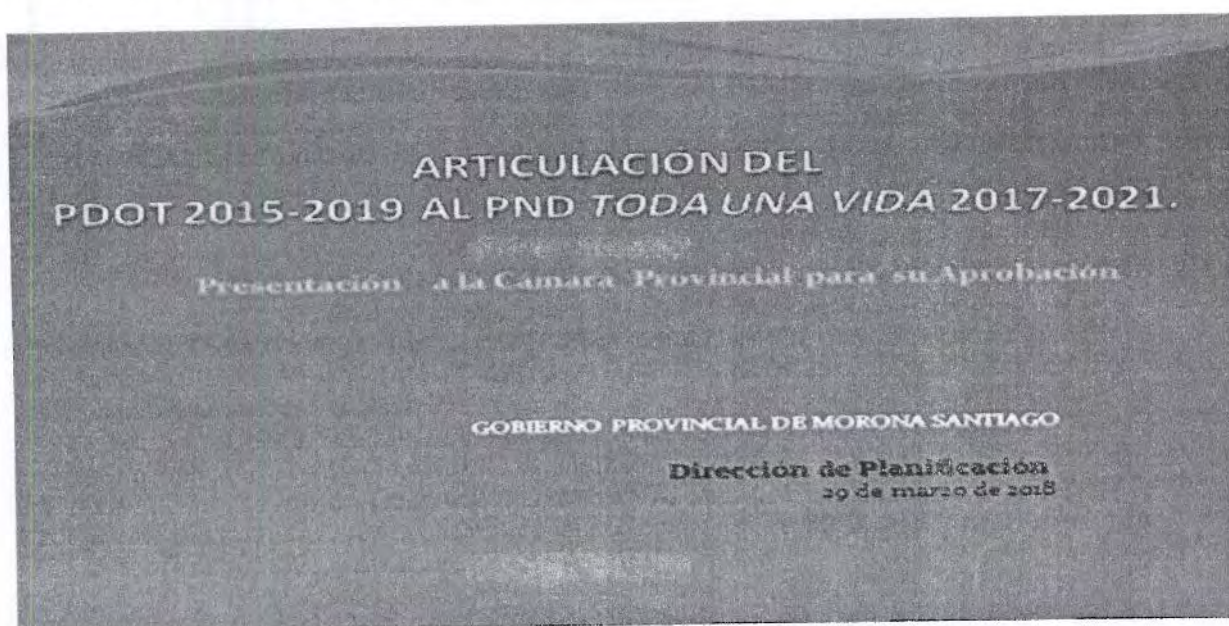 ARTICULACIÓN DEL
PDOT 2015-2019 AL PND TODA UNA VIDA 2017-2021.
Presentación a la Cámara Provincial para su Aprobación
GOBIERNO PROVINCIAL DE MORONA SANTIAGO
Dirección de Planificación
29 de marzo de 2018